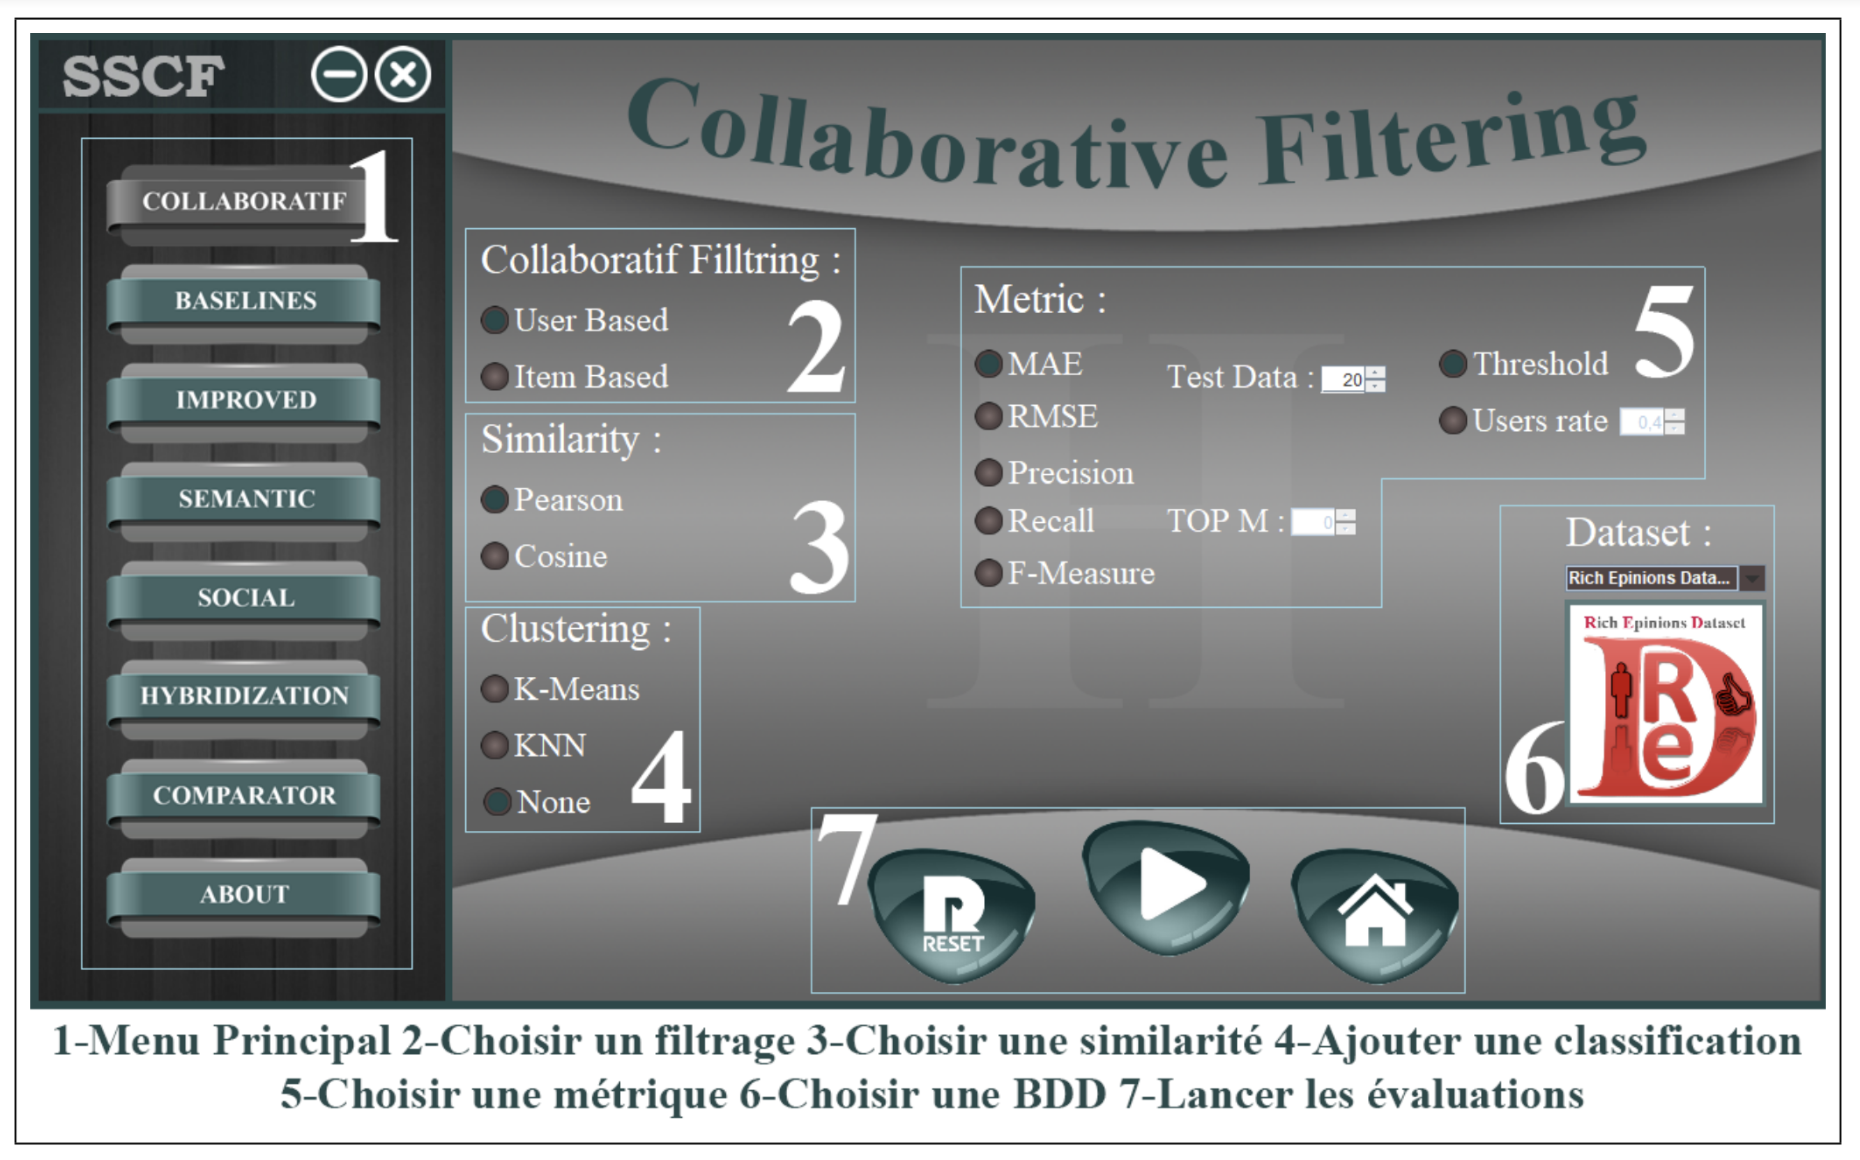 SSCF
Collaborative Filtering
1
COLLABORATIF
BASELINES
IMPROVED
SEMANTIC
SOCIAL
HYBRIDIZATION
COMPARATOR
ABOUT
Collaboratif Filltring :
User Based
Item Based
2
Similarity :
Pearson
Cosine
3
Clustering :
K-Means
KNN
None
4
Metric :
5
MAE
Test Data : 20
Threshold
RMSE
Users rate 0,4
Precision
Recall
TOP M : 0
F-Measure
Dataset :
Rich Epinions Data...
Rich Epinions Dataset
D R e
6
7
RESET
1-Menu Principal 2-Choisir un filtrage 3-Choisir une similarité 4-Ajouter une classification
5-Choisir une métrique 6-Choisir une BDD 7-Lancer les évaluations